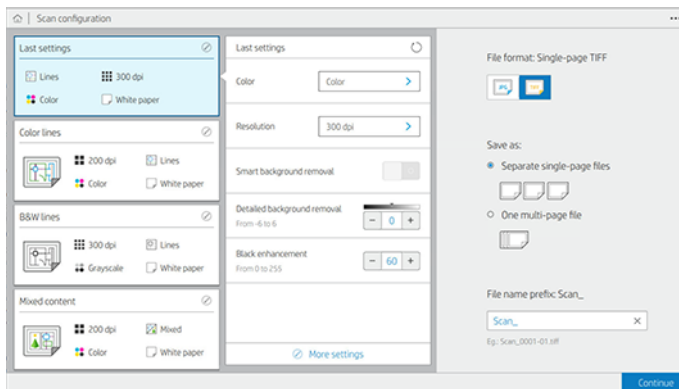 Scan configuration
Last settings
Lines
300 dpi
Color
White paper
Color lines
200 dpi
Lines
Color
White paper
B&W lines
300 dpi
Lines
Grayscale
White paper
Mixed content
200 dpi
Mixed
Color
White paper
Last settings
Color
Color
Resolution
300 dpi
Smart background removal
Detailed background removal
From -6 to 6
- 0 +
Black enhancement
From 0 to 255
- 60 +
More settings
File format: Single-page TIFF
JPG
Save as:
Separate single-page files
One multi-page file
File name prefix: Scan_
Scan_
Eg.: Scan_0001-01.tiff
Continue